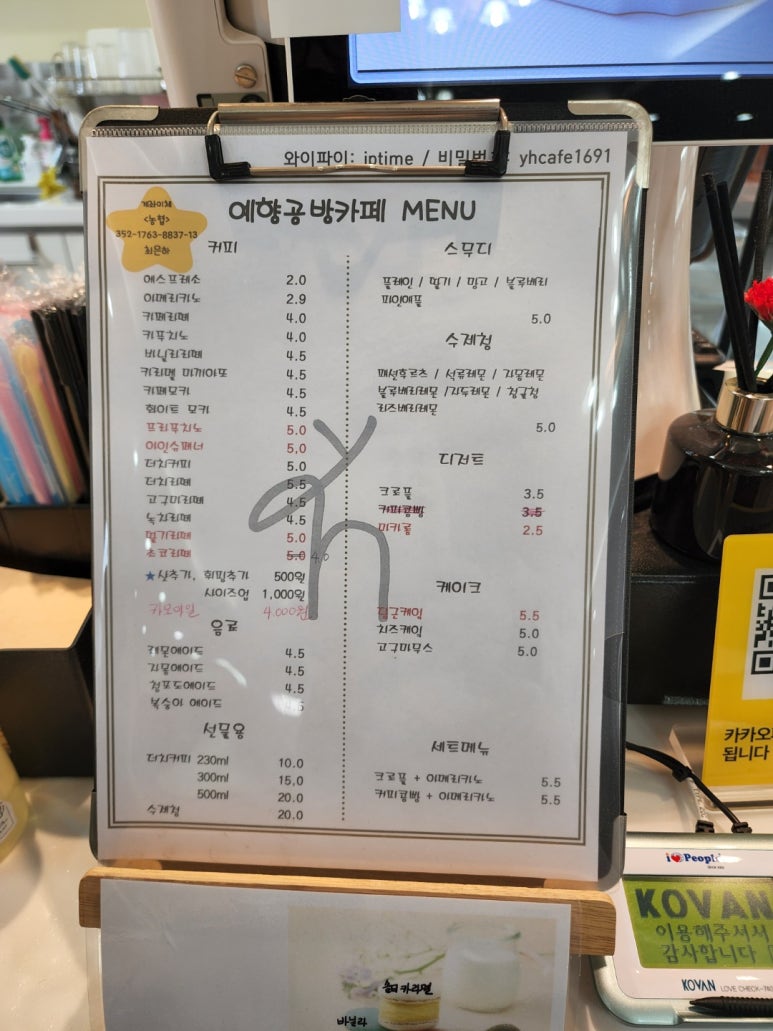 와이파이: iptime / 비밀번호: yhcafe1691
계좌이체
<농협>
352-1763-8837-13
최은하
예향공방카페 MENU
커피
에스프레소 2.0
아메리카노 2.9
카페라떼 4.0
카푸치노 4.0
바닐라라떼 4.5
카라멜 마끼아또 4.5
카페모카 4.5
화이트 모카 4.5
프라푸치노 5.0
아인슈페너 5.0
더치커피 5.0
더치라떼 5.5
고구마라떼 4.5
녹차라떼 4.5
딸기라떼 5.0
초코라떼 5.0 4.0
★샷추가, 휘핑추가 500원
사이즈업 1,000원
카모마일 4.000원
음료
레몬에이드 4.5
자몽에이드 4.5
청포도에이드 4.5
복숭아 에이드
선물용
더치커피 230ml 10.0
300ml 15.0
500ml 20.0
수제청 20.0
스무디
플레인 / 딸기 / 망고 / 블루베리
파인애플
5.0
수제청
패션후르츠 / 석류레몬 / 자몽레몬
블루베리레몬 / 자두레몬 / 청귤청
라즈베리레몬
5.0
디저트
크로플 3.5
커피콩빵 3.5
마카롱 2.5
케이크
당근케익 5.5
치즈케익 5.0
고구마무스 5.0
세트메뉴
크로플 + 아메리카노 5.5
커피콩빵 + 아메리카노 5.5
yh
카카오
됩니다
i People
KOVAN
이용해주셔서
감사합니다
KOVAN LOVE CHECK-PAD
솔티 카라멜
바닐라